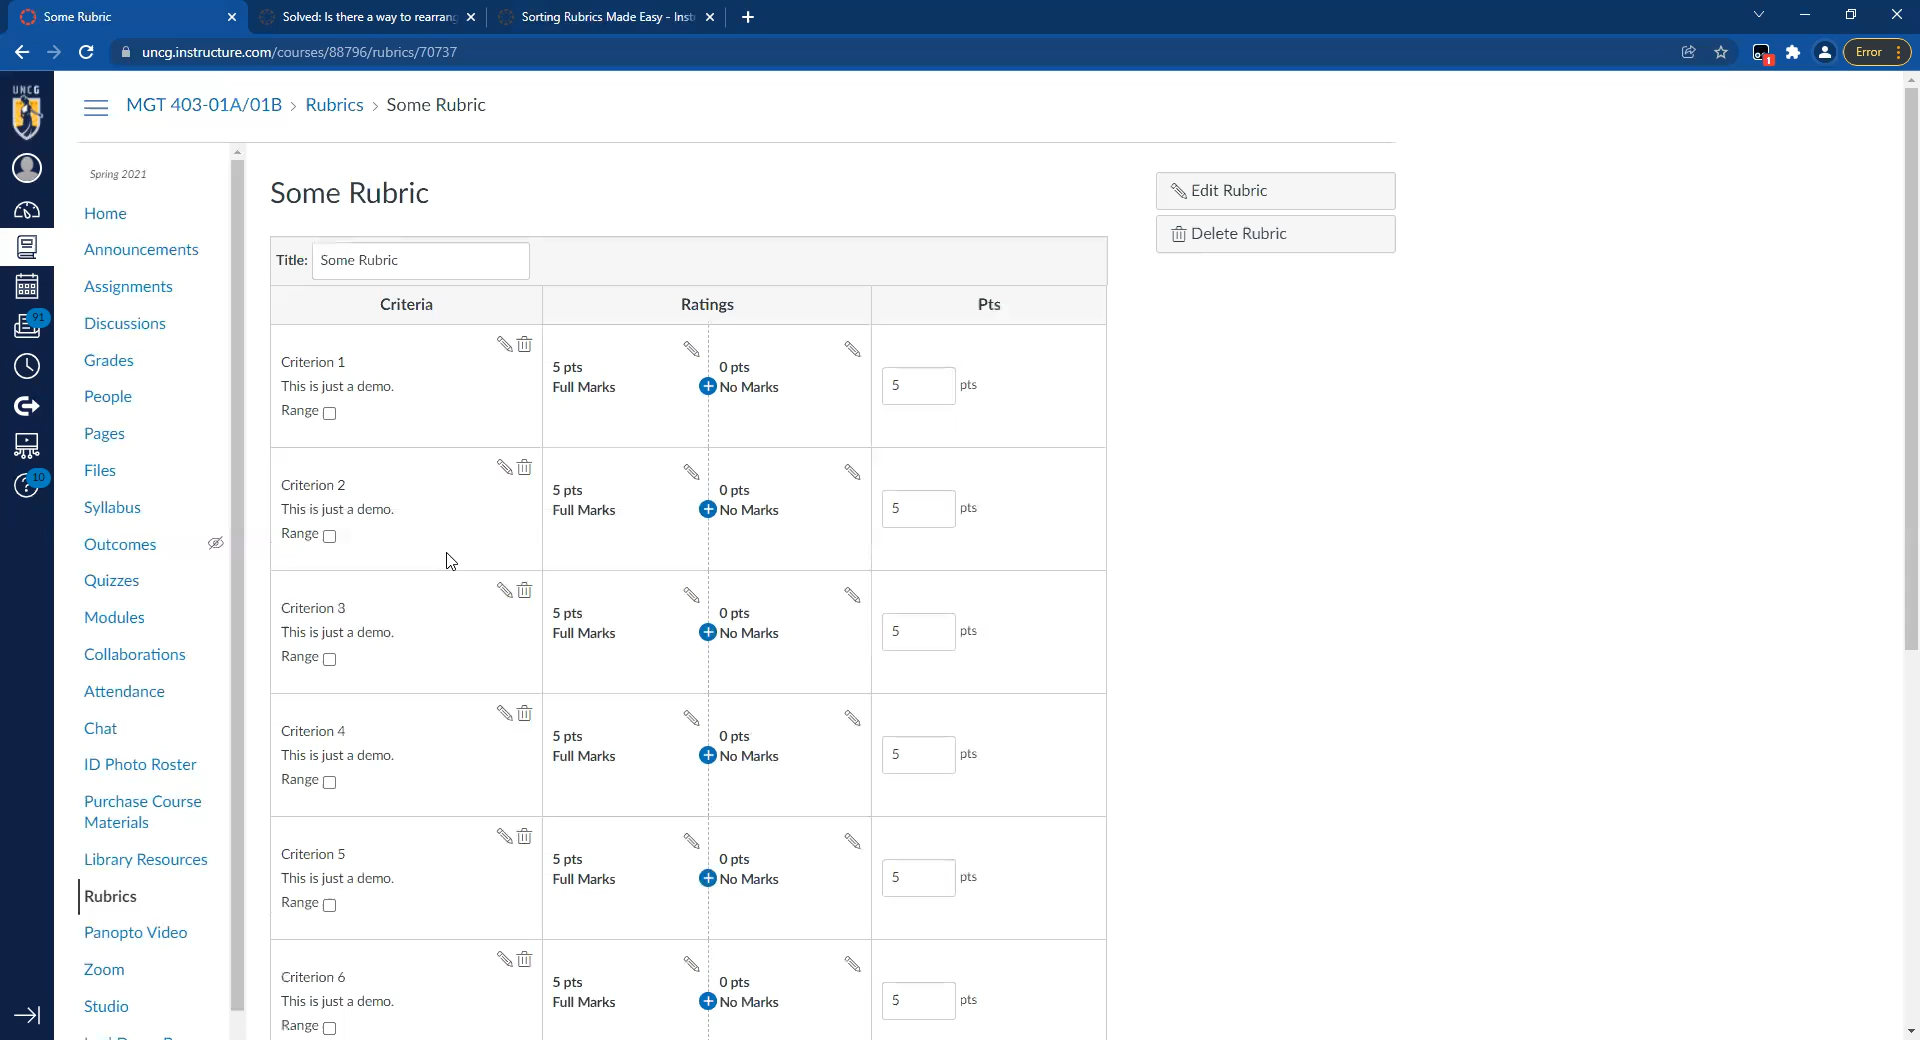 Some Rubric
Solved: Is there a way to rearrang
Sorting Rubrics Made Easy - Inst
uncg.instructure.com/courses/88796/rubrics/70737
1
Error
UNCG
MGT 403-01A/01B > Rubrics > Some Rubric
Spring 2021
Home
Announcements
Assignments
Discussions
Grades
People
Pages
Files
Syllabus
Outcomes
Quizzes
Modules
Collaborations
Attendance
Chat
ID Photo Roster
Purchase Course
Materials
Library Resources
Rubrics
Panopto Video
Zoom
Studio
91
10
Some Rubric
Edit Rubric
Delete Rubric
Title: Some Rubric
Criteria Ratings Pts
Criterion 1
This is just a demo.
Range
5 pts
Full Marks
0 pts
No Marks
5 pts
Criterion 2
This is just a demo.
Range
5 pts
Full Marks
0 pts
No Marks
5 pts
Criterion 3
This is just a demo.
Range
5 pts
Full Marks
0 pts
No Marks
5 pts
Criterion 4
This is just a demo.
Range
5 pts
Full Marks
0 pts
No Marks
5 pts
Criterion 5
This is just a demo.
Range
5 pts
Full Marks
0 pts
No Marks
5 pts
Criterion 6
This is just a demo.
Range
5 pts
Full Marks
0 pts
No Marks
5 pts